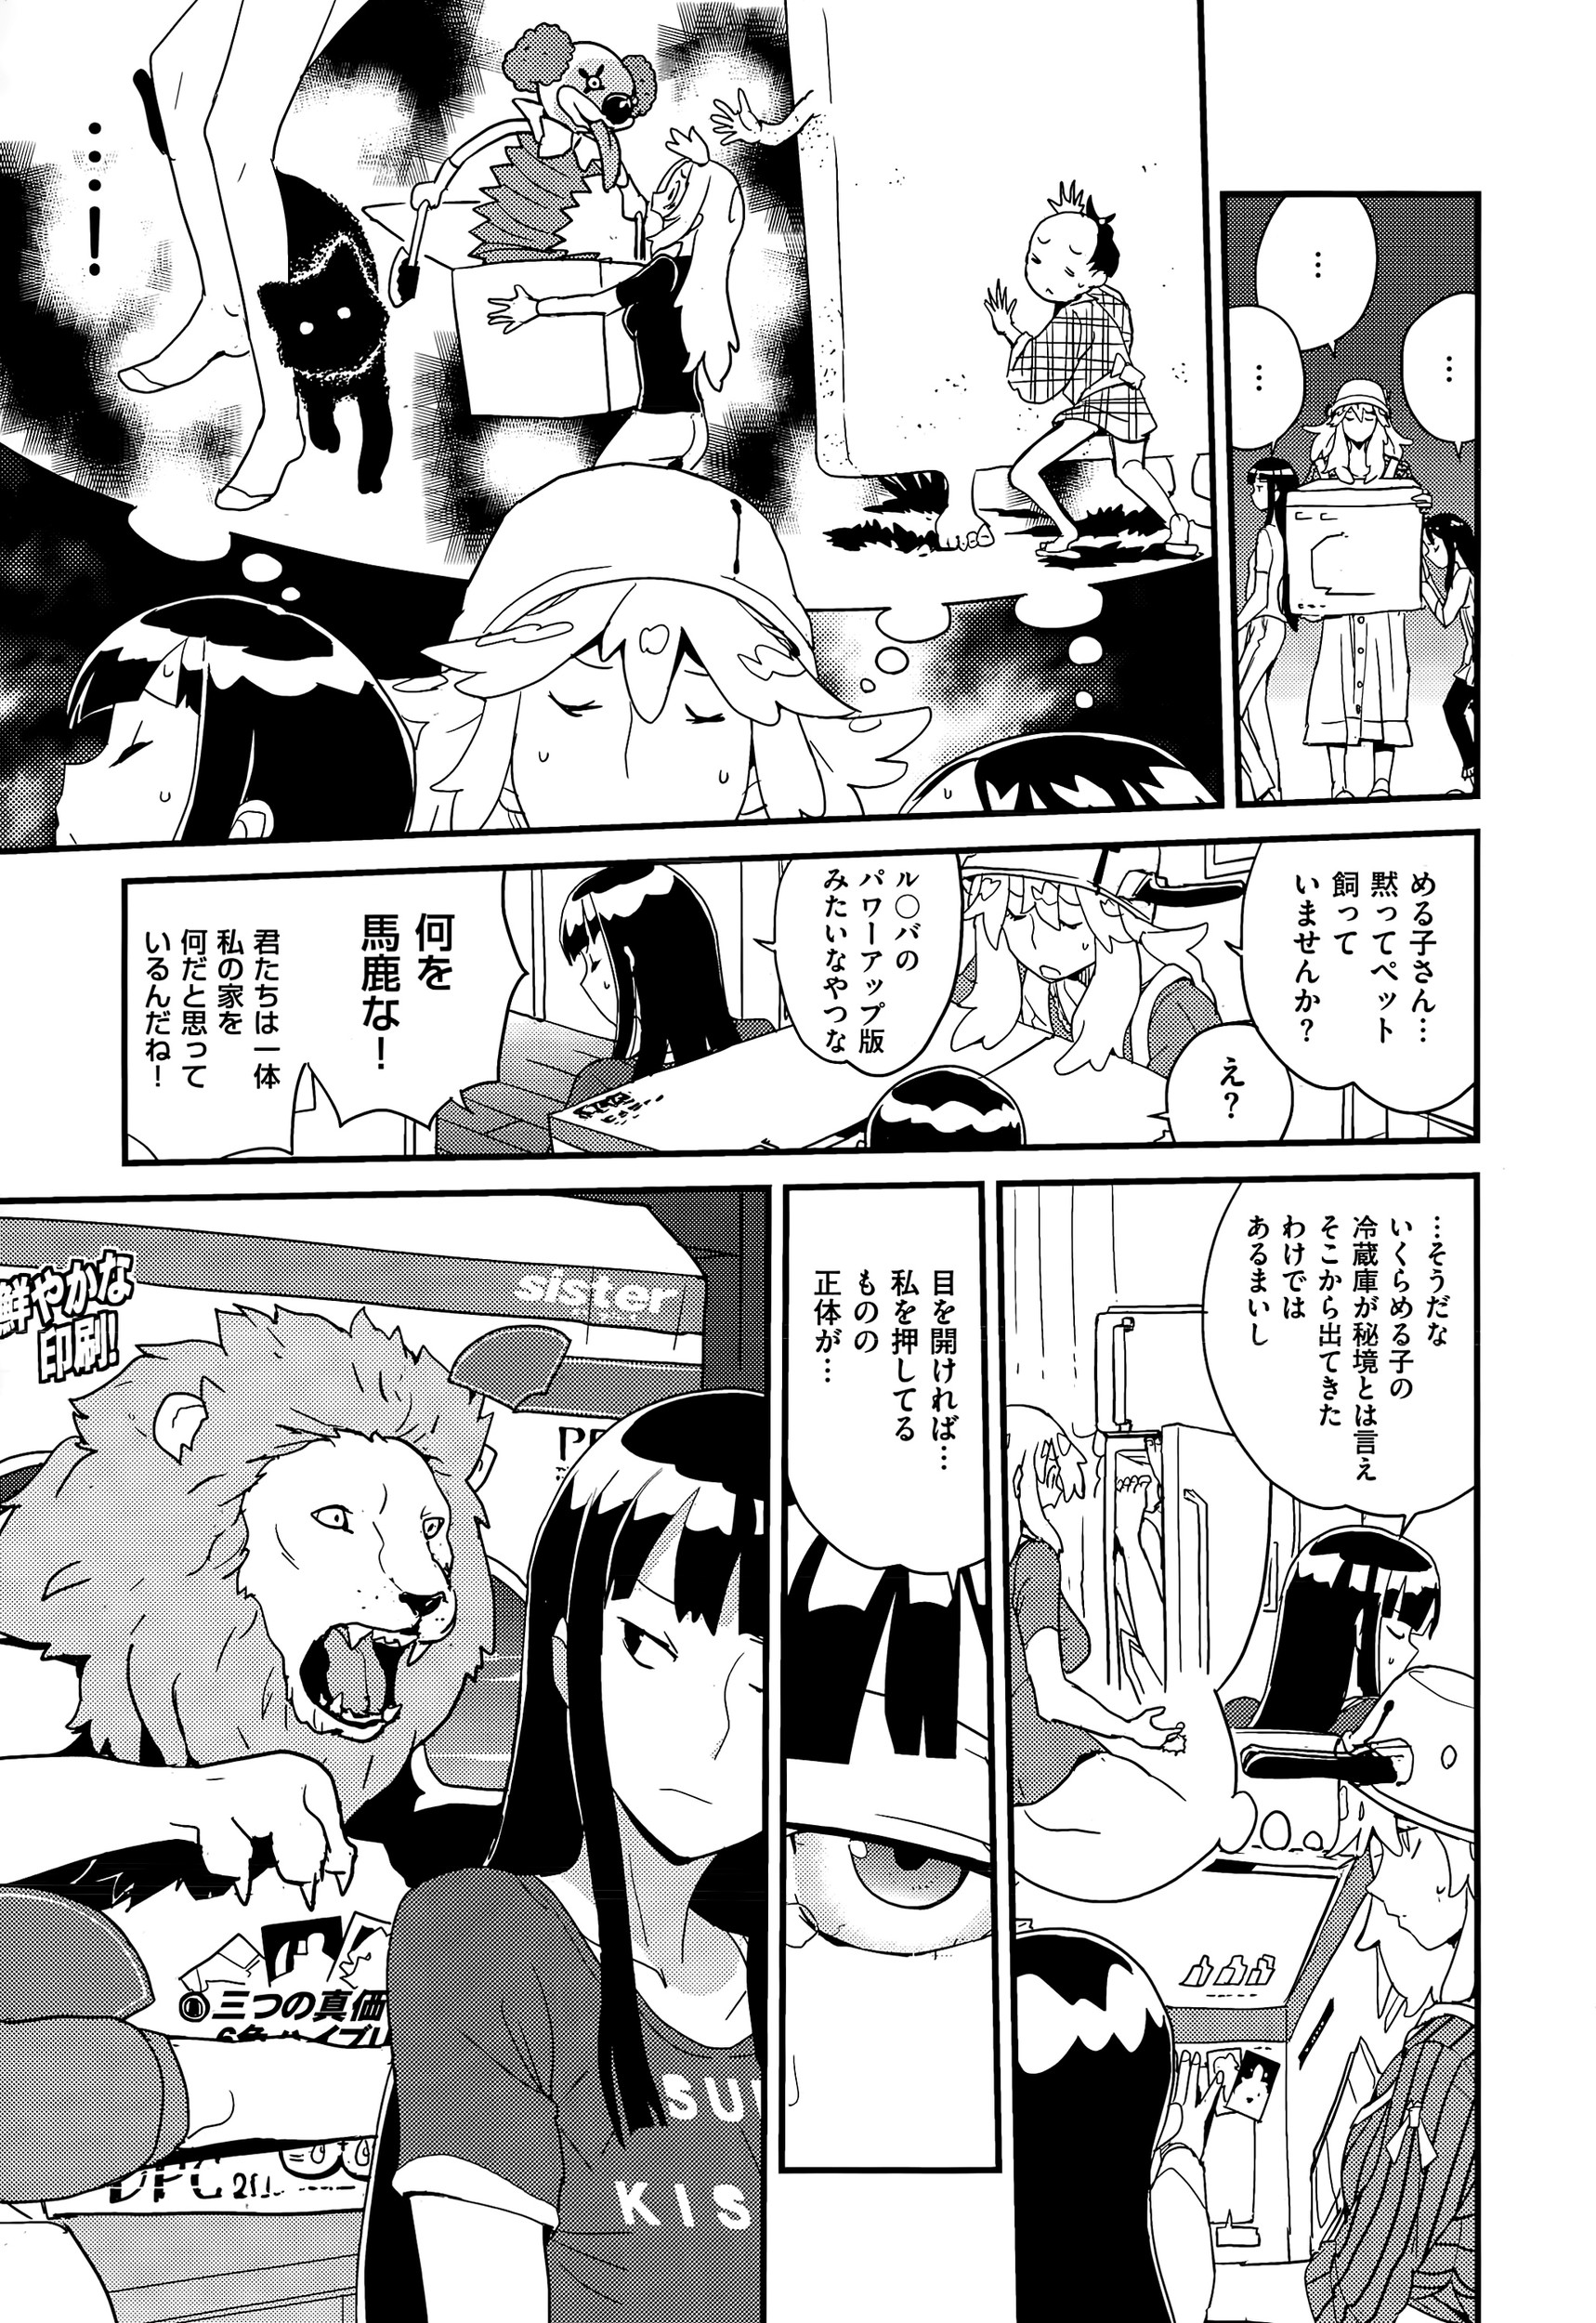 …
…
…
…！
める子さん…
黙ってペット
飼って
いませんか？
え？
ル○バの
パワーアップ版
みたいなやつな
何を
馬鹿な！
君たちは一体
私の家を
何だと思って
いるんだね！
…そうだな
いくらめる子の
冷蔵庫が秘境とは言え
そこから出てきた
わけでは
あるまいし
目を開ければ…
私を押してる
ものの
正体が…
sister
鮮やかな
印刷!
三つの真価
KIS